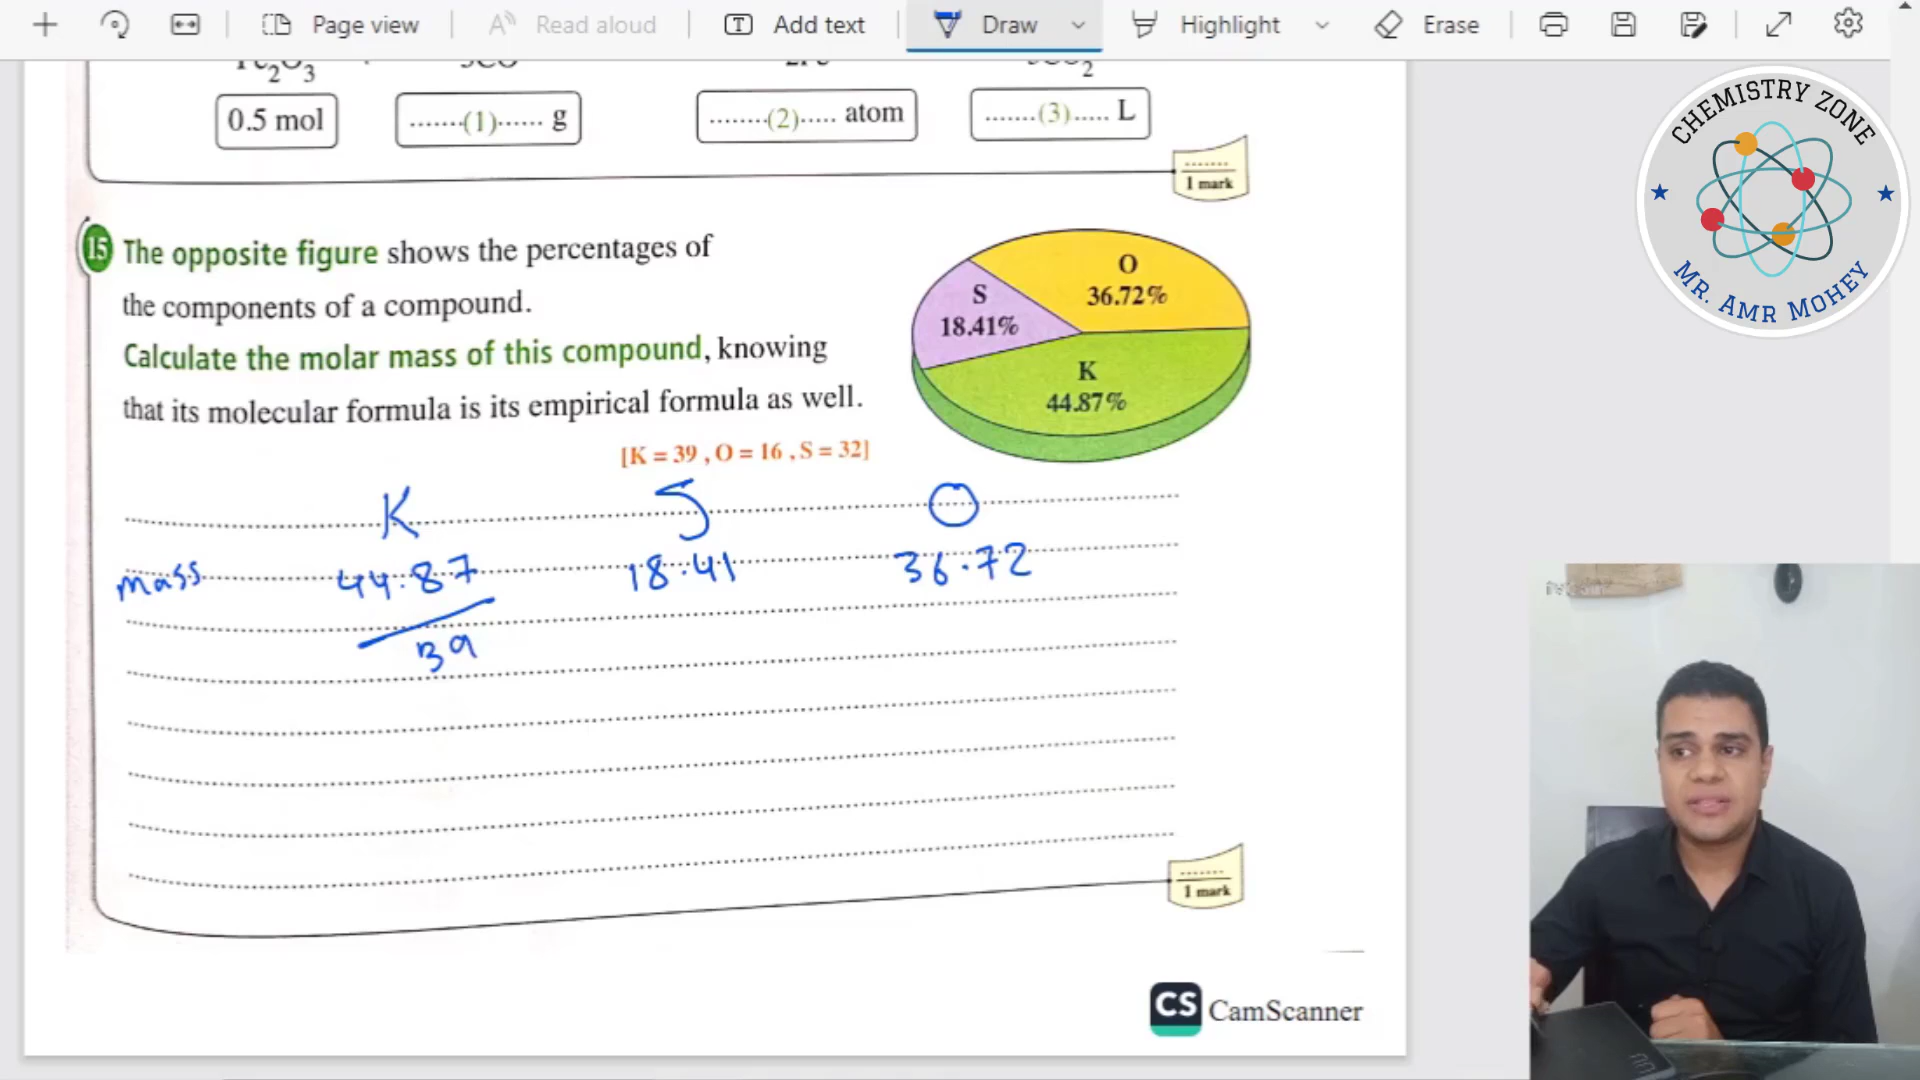 Page view
Read aloud
Add text
Draw
Highlight
Erase
0.5 mol
.......(1)...... g
........(2)..... atom
.......(3)..... L
.......
1 mark
15 The opposite figure shows the percentages of
the components of a compound.
Calculate the molar mass of this compound, knowing
that its molecular formula is its empirical formula as well.
[K = 39 , O = 16 , S = 32]
O
36.72%
S
18.41%
K
44.87%
K S O
mass 44.87 18.41 36.72
39
.......
1 mark
CS CamScanner
CHEMISTRY ZONE
MR. AMR MOHEY